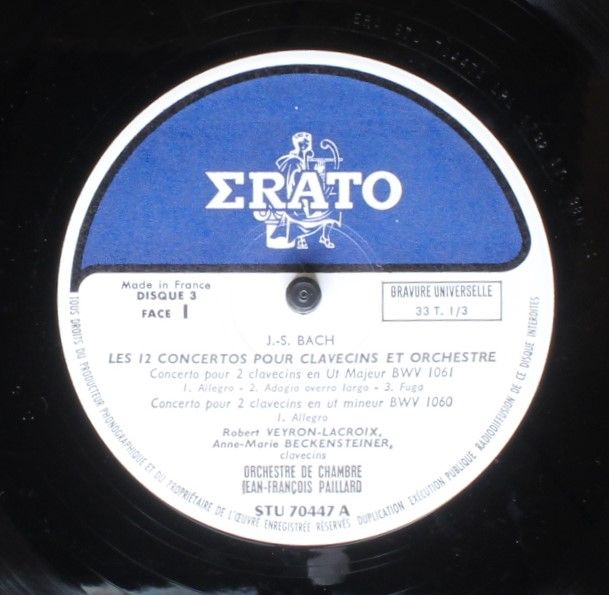 ΣRATO
Made in France
DISQUE 3
FACE I
BRAVURE UNIVERSELLE
33 T. 1/3
J.-S. BACH
LES 12 CONCERTOS POUR CLAVECINS ET ORCHESTRE
Concerto pour 2 clavecins en Ut Majeur BWV 1061
1. Allegro - 2. Adagio overro largo - 3. Fuga
Concerto pour 2 clavecins en ut mineur BWV 1060
1. Allegro
Robert VEYRON-LACROIX,
Anne-Marie BECKENSTEINER,
clavecins
ORCHESTRE DE CHAMBRE
JEAN-FRANÇOIS PAILLARD
STU 70447 A
TOUS DROITS DU PRODUCTEUR PHONOGRAPHIQUE ET DU PROPRIÉTAIRE DE L'ŒUVRE ENREGISTRÉE RÉSERVÉS DUPLICATION, EXÉCUTION PUBLIQUE, RADIODIFFUSION DE CE DISQUE INTERDITES